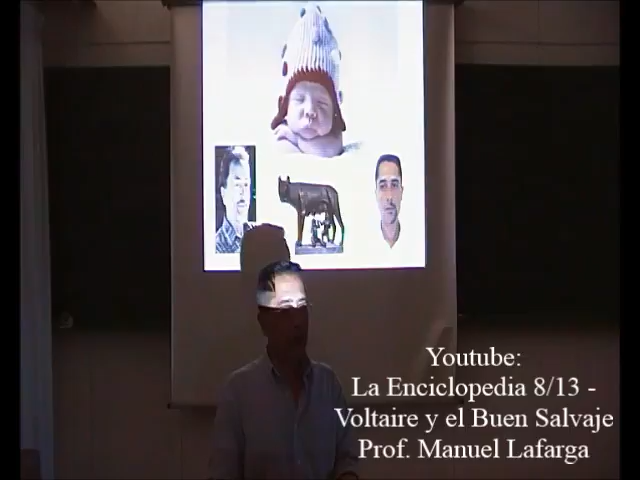 Youtube:
La Enciclopedia 8/13 -
Voltaire y el Buen Salvaje
Prof. Manuel Lafarga